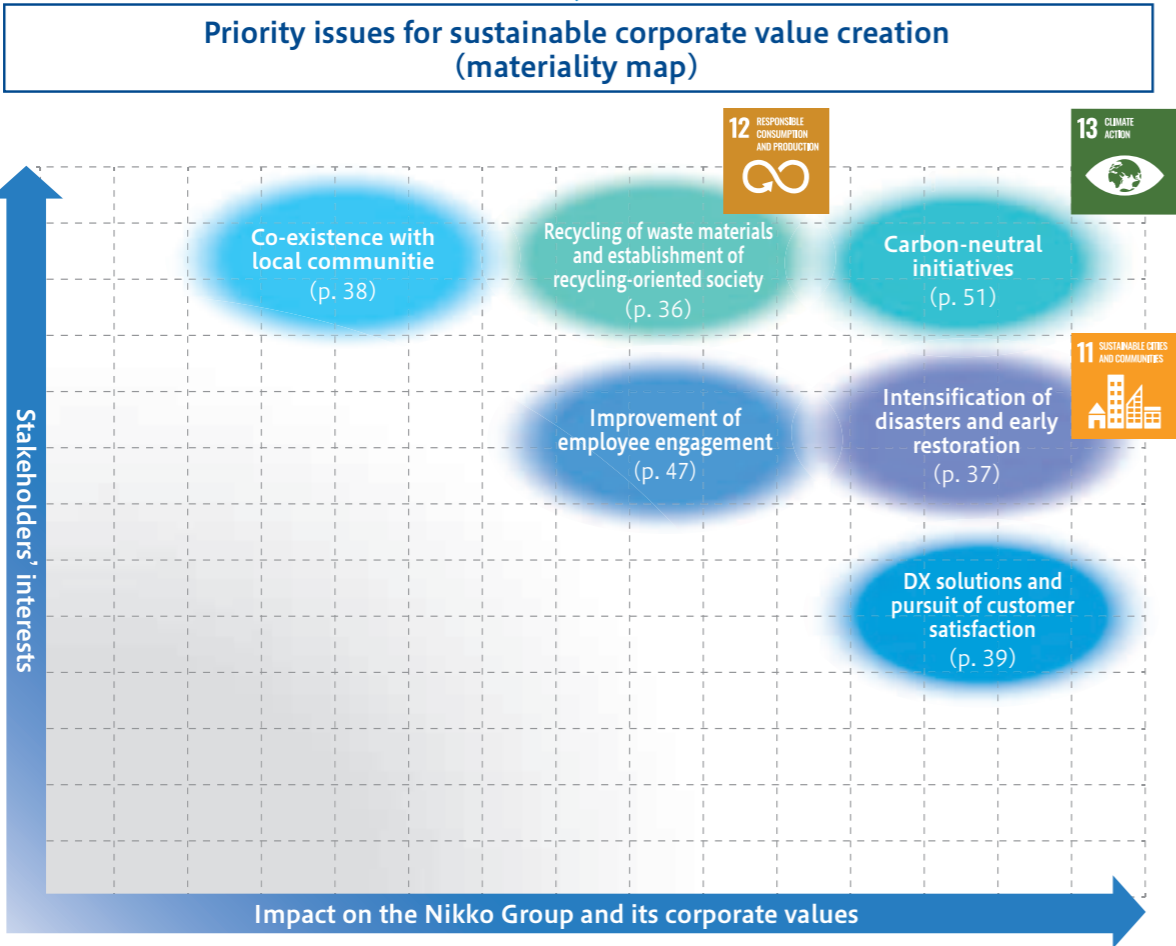 Priority issues for sustainable corporate value creation
(materiality map)
12 RESPONSIBLE
CONSUMPTION
AND PRODUCTION
13 CLIMATE
ACTION
Co-existence with
local communitie
(p. 38)
Recycling of waste materials
and establishment of
recycling-oriented society
(p. 36)
Carbon-neutral
initiatives
(p. 51)
11 SUSTAINABLE CITIES
AND COMMUNITIES
Improvement of
employee engagement
(p. 47)
Intensification of
disasters and early
restoration
(p. 37)
DX solutions and
pursuit of customer
satisfaction
(p. 39)
Stakeholders' interests
Impact on the Nikko Group and its corporate values